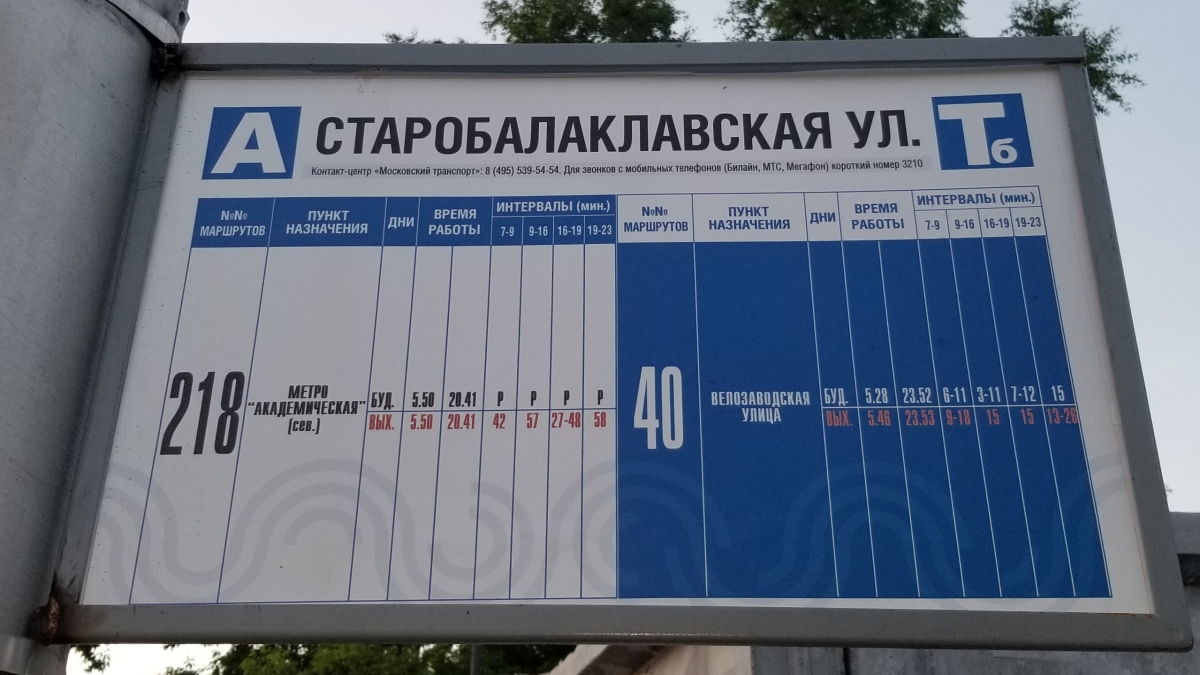 А СТАРОБАЛАКЛАВСКАЯ УЛ. Тб
Контакт-центр «Московский транспорт»: 8 (495) 539-54-54. Для звонков с мобильных телефонов (Билайн, МТС, Мегафон) короткий номер 3210
№№ МАРШРУТОВ
ПУНКТ НАЗНАЧЕНИЯ
ДНИ
ВРЕМЯ РАБОТЫ
ИНТЕРВАЛЫ (мин.)
7-9 9-16 16-19 19-23
218
МЕТРО
"АКАДЕМИЧЕСКАЯ"
(сев.)
БУД. 5.50 20.41 Р Р Р Р
ВЫХ. 5.50 20.41 42 57 27-48 58
№№ МАРШРУТОВ
ПУНКТ НАЗНАЧЕНИЯ
ДНИ
ВРЕМЯ РАБОТЫ
ИНТЕРВАЛЫ (мин.)
7-9 9-16 16-19 19-23
40
ВЕЛОЗАВОДСКАЯ
УЛИЦА
БУД. 5.28 23.52 6-11 3-11 7-12 15
ВЫХ. 5.46 23.53 9-18 15 15 13-26